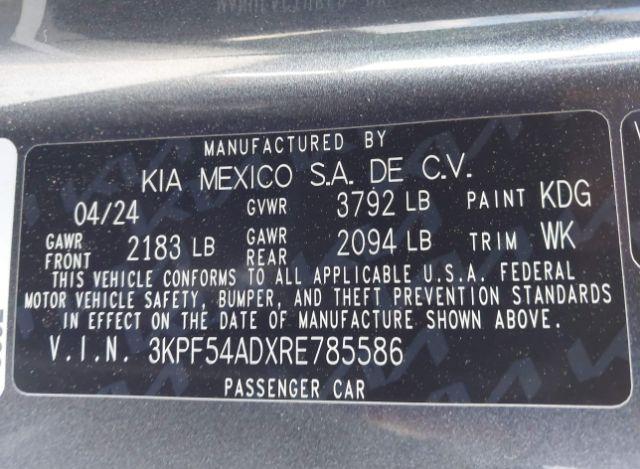 MANUFACTURED BY
KIA MEXICO S.A. DE C.V.
04/24 GVWR 3792 LB PAINT KDG
GAWR FRONT 2183 LB GAWR REAR 2094 LB TRIM WK
THIS VEHICLE CONFORMS TO ALL APPLICABLE U.S.A. FEDERAL
MOTOR VEHICLE SAFETY, BUMPER, AND THEFT PREVENTION STANDARDS
IN EFFECT ON THE DATE OF MANUFACTURE SHOWN ABOVE.
V.I.N. 3KPF54ADXRE785586
PASSENGER CAR